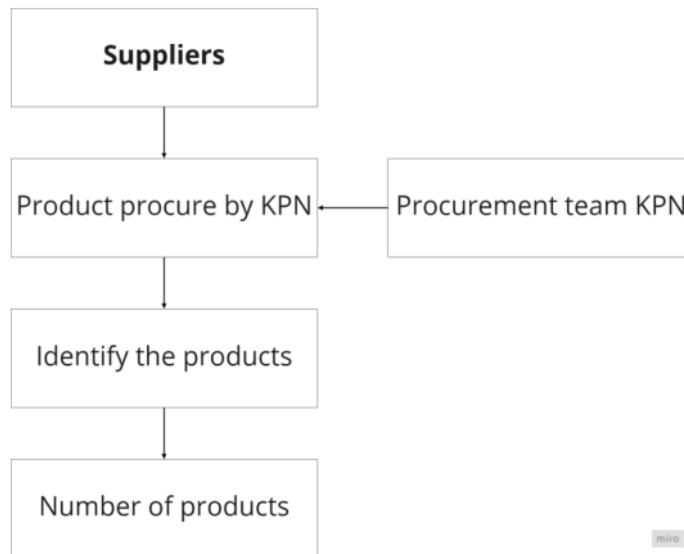 Suppliers
Product procure by KPN
Procurement team KPN
Identify the products
Number of products
miro